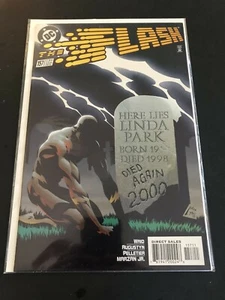 DC
THE FLASH
HERE LIES
LINDA
PARK
BORN
DIED 1998
DIED
AGAIN
2000
WAID
AUGUSTYN
PELLETIER
MARZAN JR.
DIRECT SALES